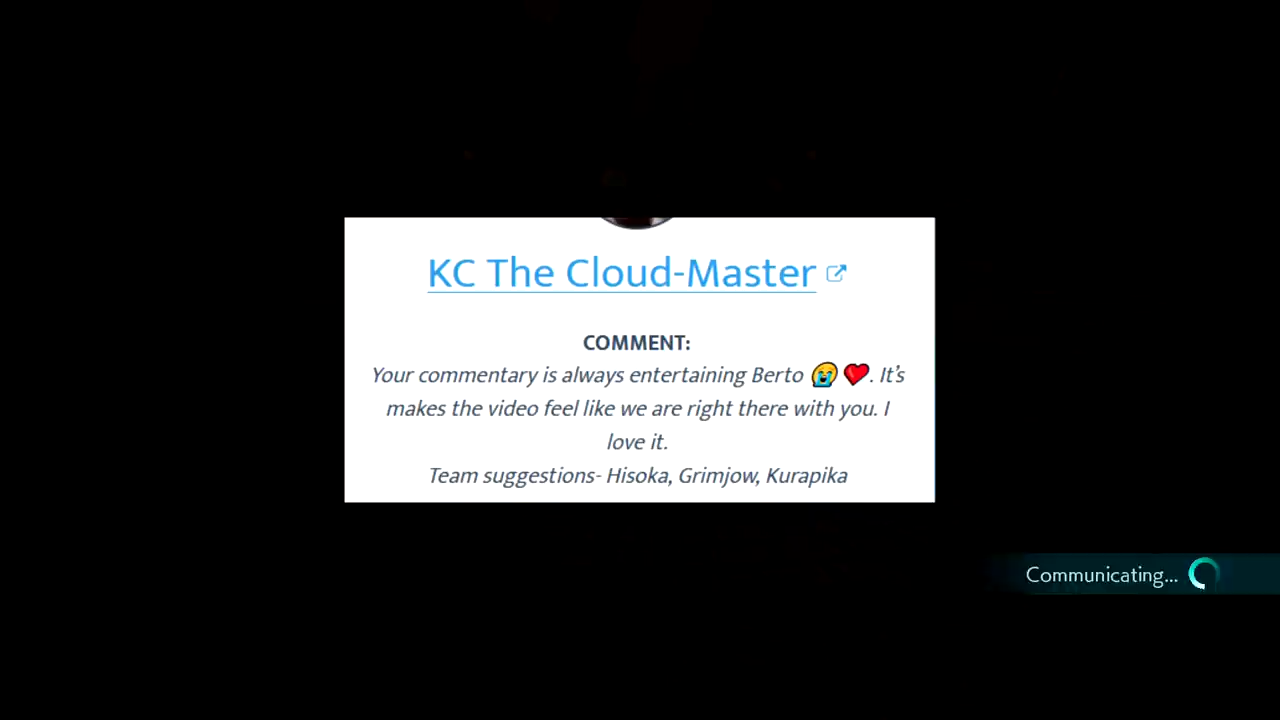 KC The Cloud-Master
COMMENT:
Your commentary is always entertaining Berto 😭❤️. It's
makes the video feel like we are right there with you. I
love it.
Team suggestions- Hisoka, Grimjow, Kurapika
Communicating...